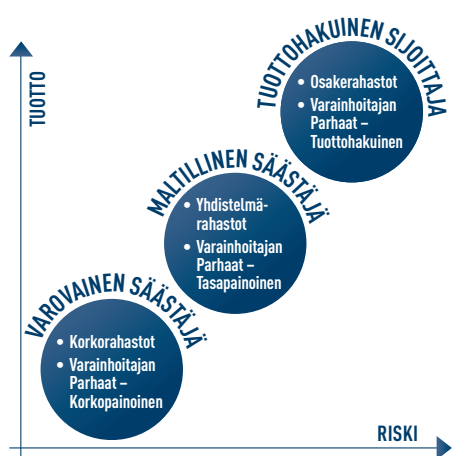 TUOTTO
TUOTTOHAKUINEN SIJOITTAJA
• Osakerahastot
• Varainhoitajan
Parhaat –
Tuottohakuinen
MALTILLINEN SÄÄSTÄJÄ
• Yhdistelmä-
rahastot
• Varainhoitajan
Parhaat –
Tasapainoinen
VAROVAINEN SÄÄSTÄJÄ
• Korkorahastot
• Varainhoitajan
Parhaat –
Korkopainoinen
RISKI